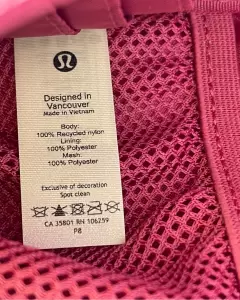 Designed in
Vancouver
Made in Vietnam
Body:
100% Recycled nylon
Lining:
100% Polyester
Mesh:
100% Polyester
Exclusive of decoration
Spot clean
CA 35801 RN 106259
P8